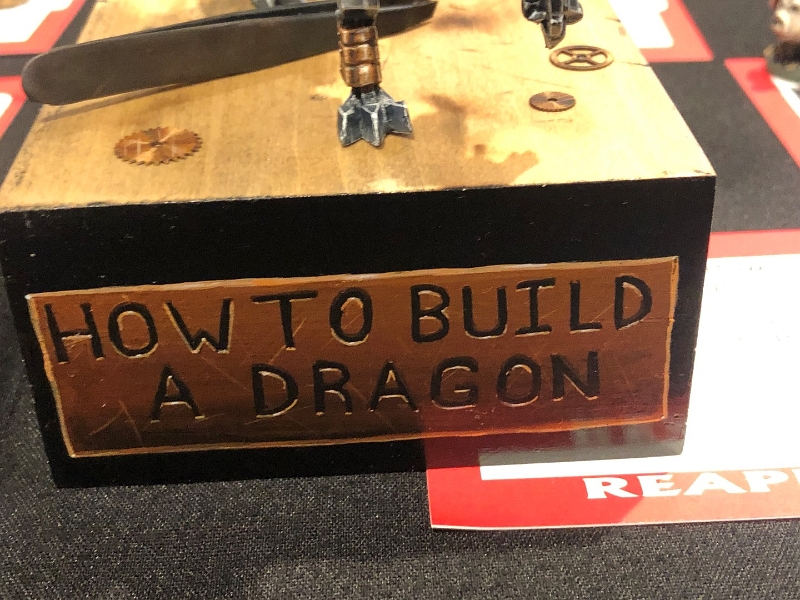 HOW TO BUILD
A DRAGON
REAP